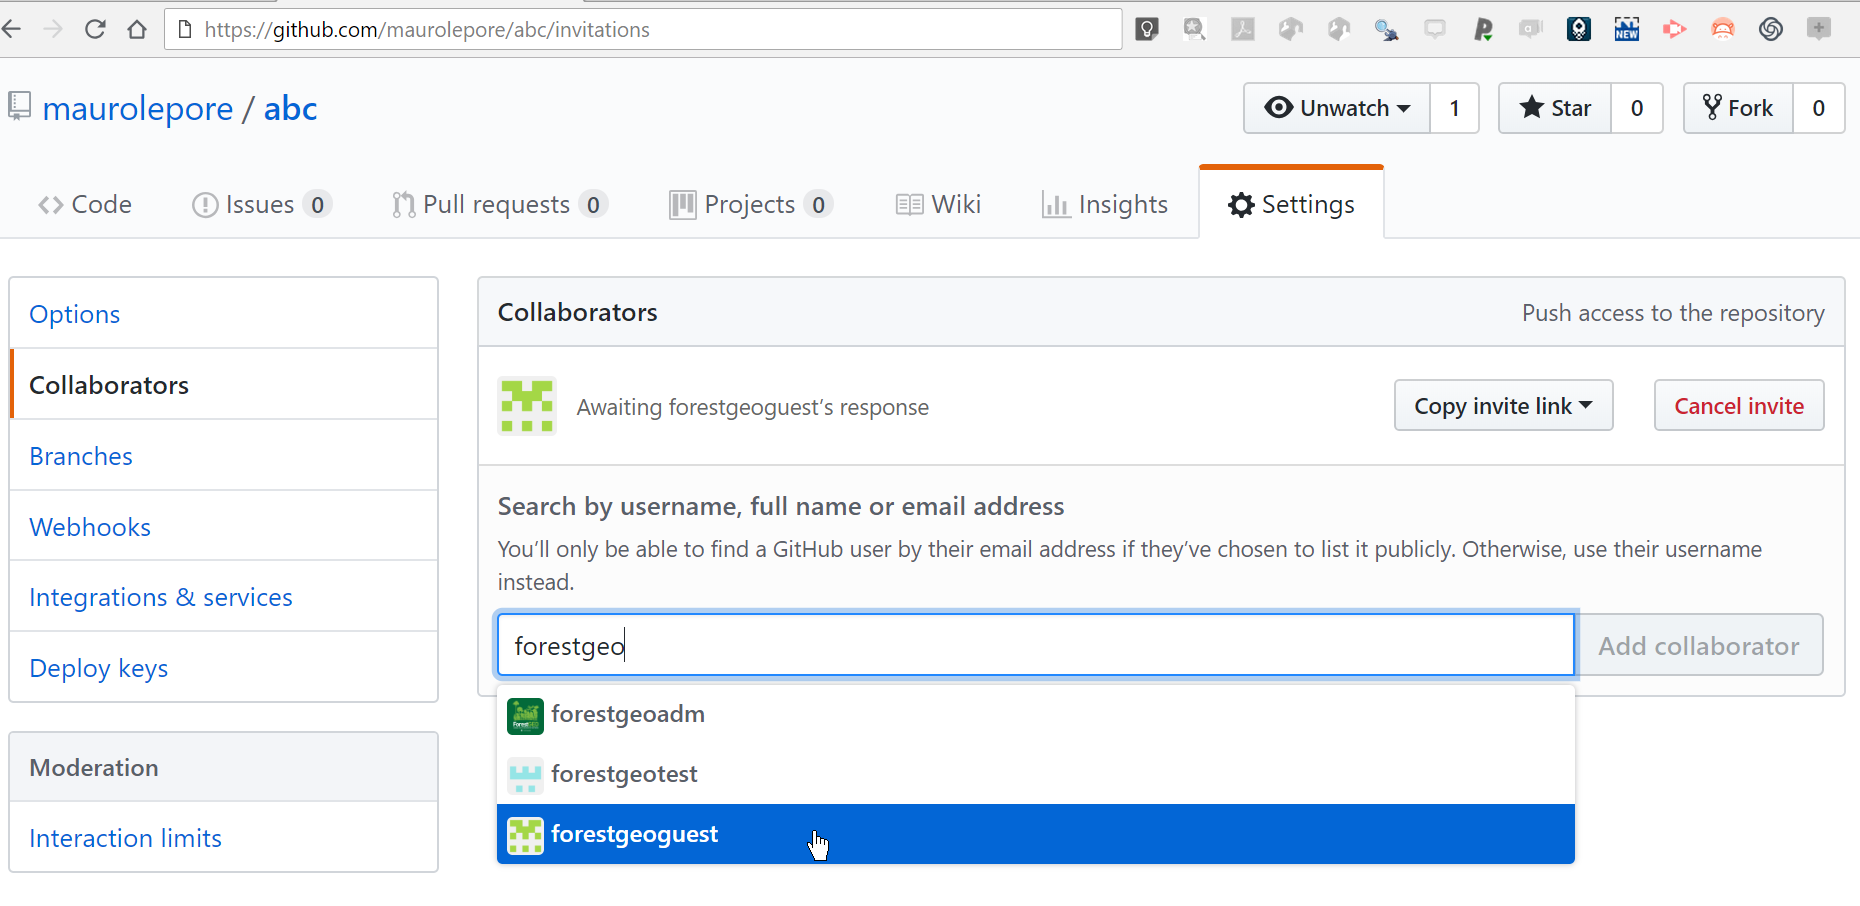 https://github.com/maurolepore/abc/invitations
NEW
maurolepore / abc
Unwatch 1
Star 0
Fork 0
Code
Issues 0
Pull requests 0
Projects 0
Wiki
Insights
Settings
Options
Collaborators
Branches
Webhooks
Integrations & services
Deploy keys
Moderation
Interaction limits
Collaborators
Push access to the repository
Awaiting forestgeoguest’s response
Copy invite link
Cancel invite
Search by username, full name or email address
You’ll only be able to find a GitHub user by their email address if they’ve chosen to list it publicly. Otherwise, use their username
instead.
forestgeo
Add collaborator
forestgeoadm
forestgeotest
forestgeoguest